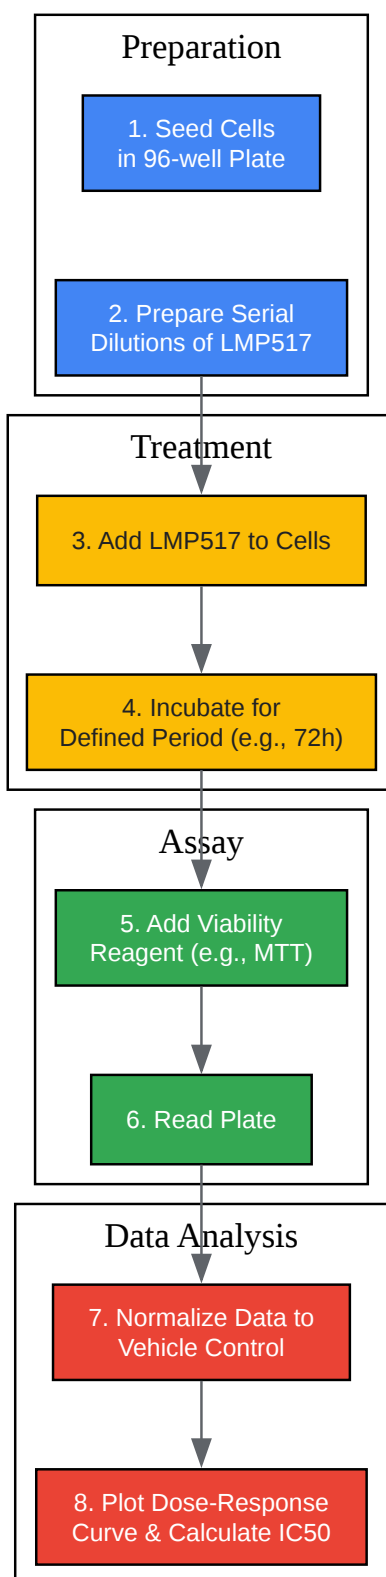 Preparation
1. Seed Cells
in 96-well Plate
2. Prepare Serial
Dilutions of LMP517
Treatment
3. Add LMP517 to Cells
4. Incubate for
Defined Period (e.g., 72h)
Assay
5. Add Viability
Reagent (e.g., MTT)
6. Read Plate
Data Analysis
7. Normalize Data to
Vehicle Control
8. Plot Dose-Response
Curve & Calculate IC50